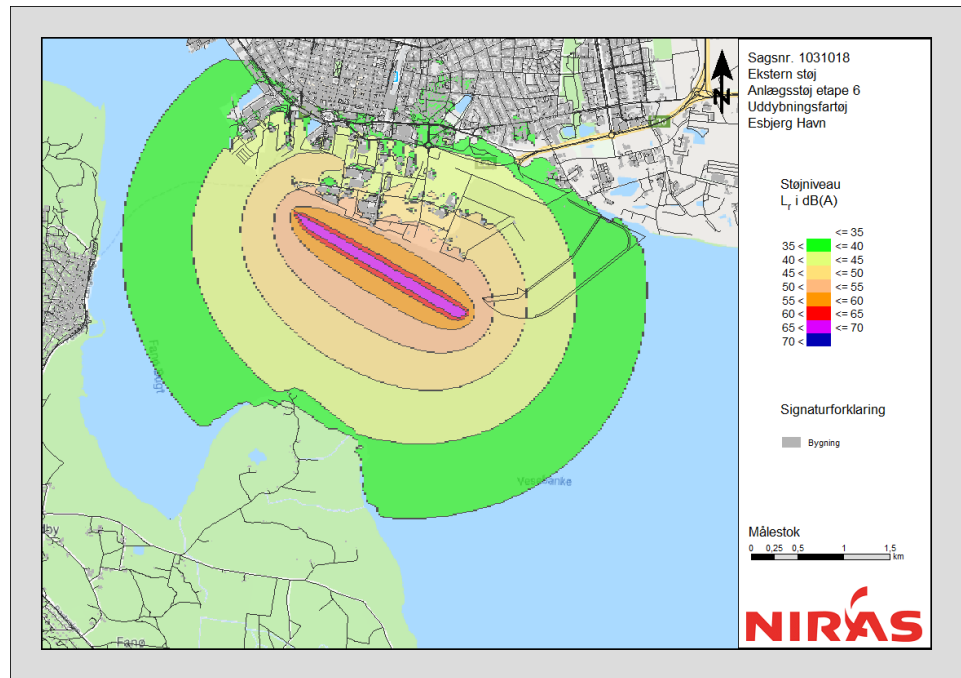 Sagsnr. 1031018
Ekstern støj
Anlægsstøj etape 6
Uddybningsfartøj
Esbjerg Havn
N
Støjniveau
Lr i dB(A)
<= 35
35 < <= 40
40 < <= 45
45 < <= 50
50 < <= 55
55 < <= 60
60 < <= 65
65 < <= 70
70 <
Signaturforklaring
Bygning
Målestok
0 0,25 0,5 1 1,5
km
NIRAS
Fanø